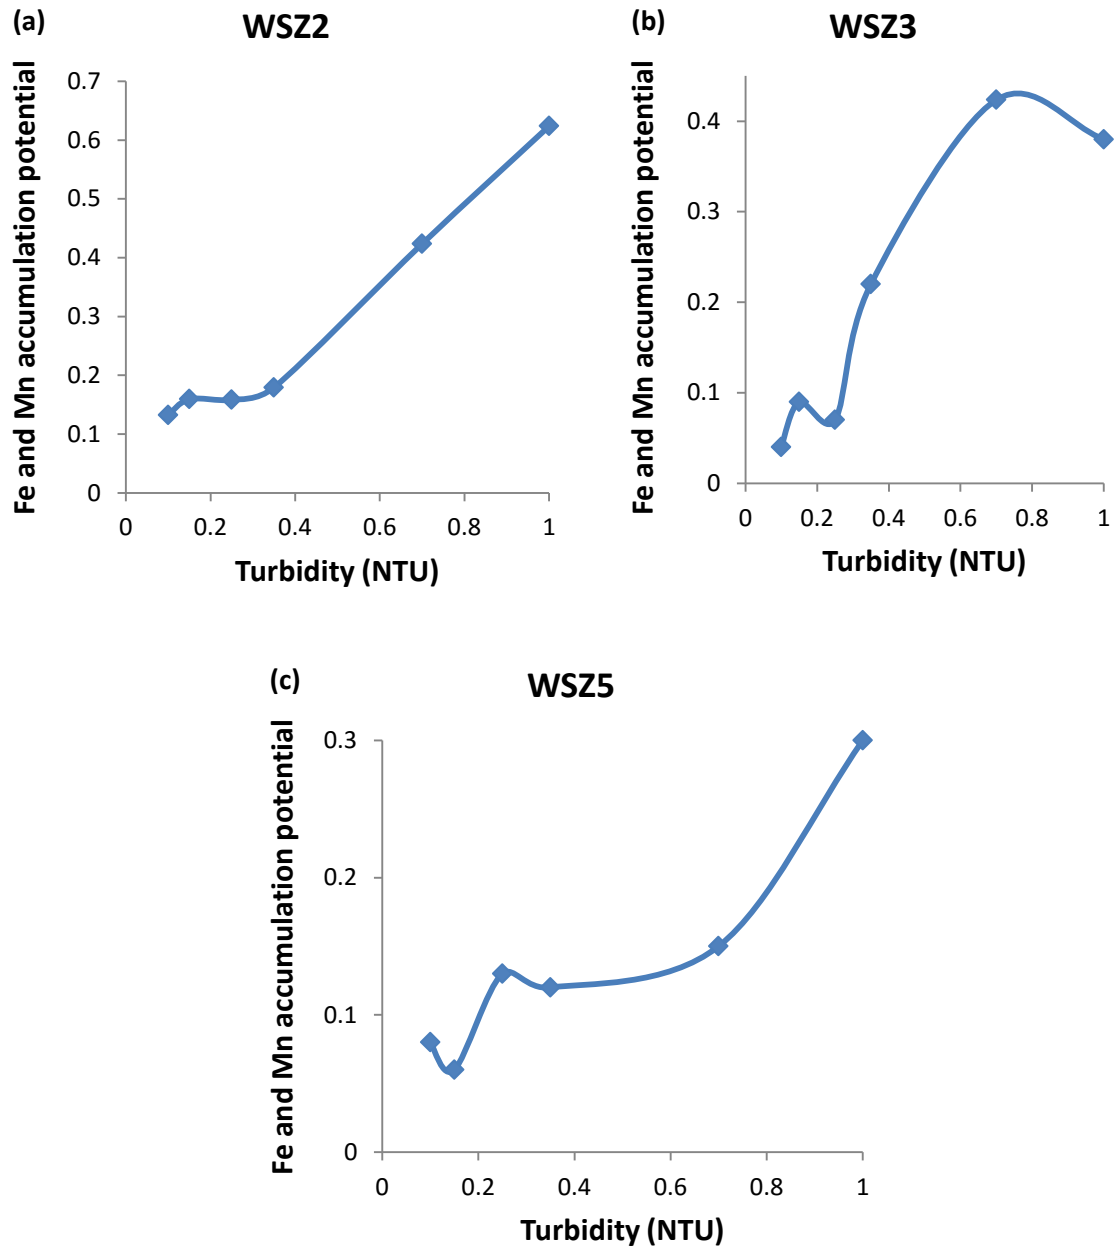 (a)
WSZ2
Fe and Mn accumulation potential
0.7
0.6
0.5
0.4
0.3
0.2
0.1
0
0 0.2 0.4 0.6 0.8 1
Turbidity (NTU)
(b)
WSZ3
Fe and Mn accumulation potential
0.4
0.3
0.2
0.1
0
0 0.2 0.4 0.6 0.8 1
Turbidity (NTU)
(c)
WSZ5
Fe and Mn accumulation potential
0.3
0.2
0.1
0
0 0.2 0.4 0.6 0.8 1
Turbidity (NTU)